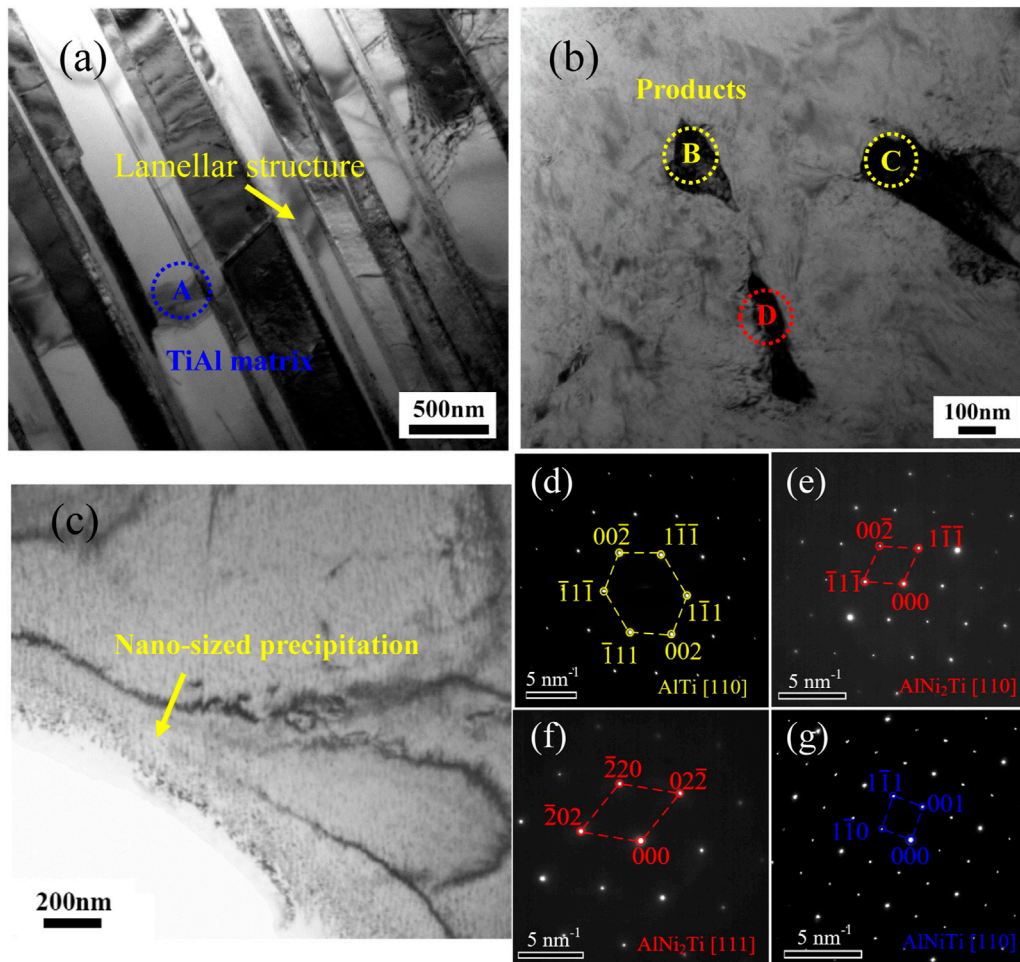 (a)
Lamellar structure
A
TiAl matrix
500nm
(b)
Products
B
C
D
100nm
(c)
Nano-sized precipitation
200nm
(d)
002̄ 11̄1̄
1̄11̄ 11̄1
1̄11 002
5 nm⁻¹
AlTi [110]
(e)
002̄ 11̄1̄
1̄11̄ 000
5 nm⁻¹
AlNi₂Ti [110]
(f)
2̄20 022̄
2̄02 000
5 nm⁻¹
AlNi₂Ti [111]
(g)
11̄1 001
11̄0 000
5 nm⁻¹
AlNiTi [110]